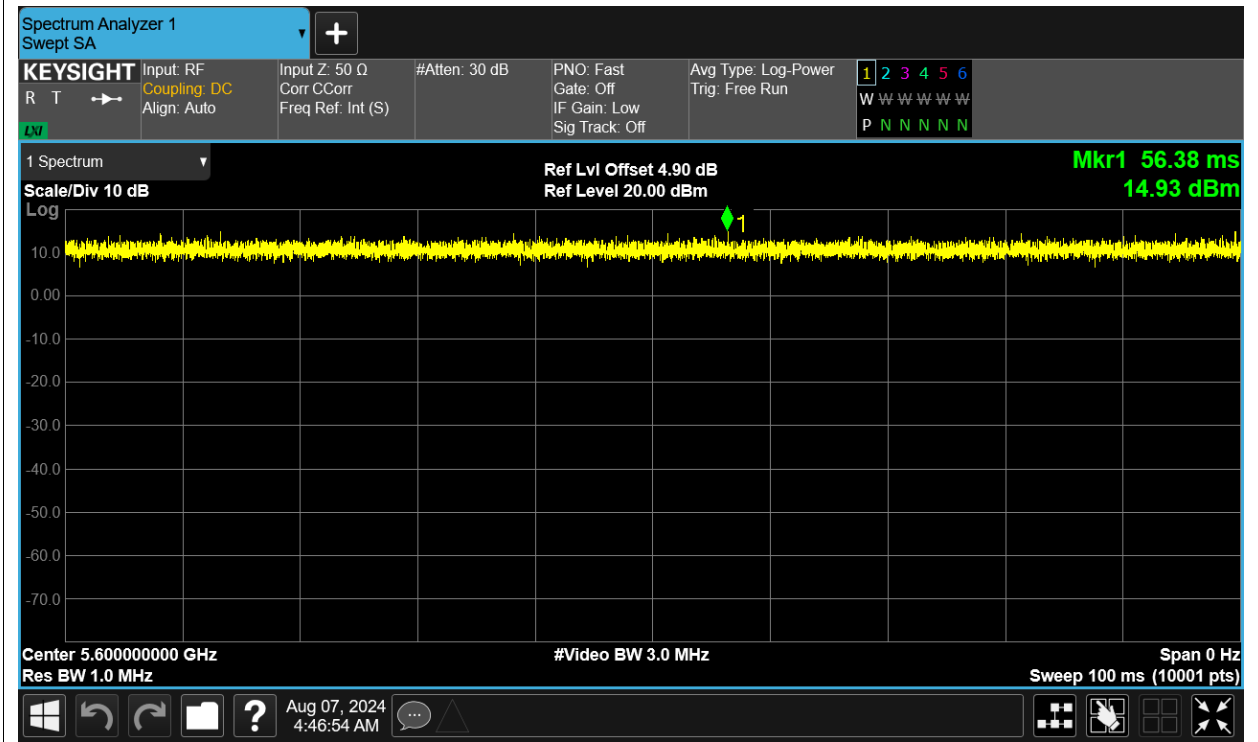 Spectrum Analyzer 1
Swept SA
KEYSIGHT
R T
LXI
Input: RF
Coupling: DC
Align: Auto
Input Z: 50 Ω
Corr CCorr
Freq Ref: Int (S)
#Atten: 30 dB
PNO: Fast
Gate: Off
IF Gain: Low
Sig Track: Off
Avg Type: Log-Power
Trig: Free Run
1 2 3 4 5 6
W W W W W W
P N N N N N
1 Spectrum
Scale/Div 10 dB
Ref Lvl Offset 4.90 dB
Ref Level 20.00 dBm
Mkr1 56.38 ms
14.93 dBm
Log
1
10.0
0.00
-10.0
-20.0
-30.0
-40.0
-50.0
-60.0
-70.0
Center 5.600000000 GHz
#Video BW 3.0 MHz
Span 0 Hz
Res BW 1.0 MHz
Sweep 100 ms (10001 pts)
?
Aug 07, 2024
4:46:54 AM